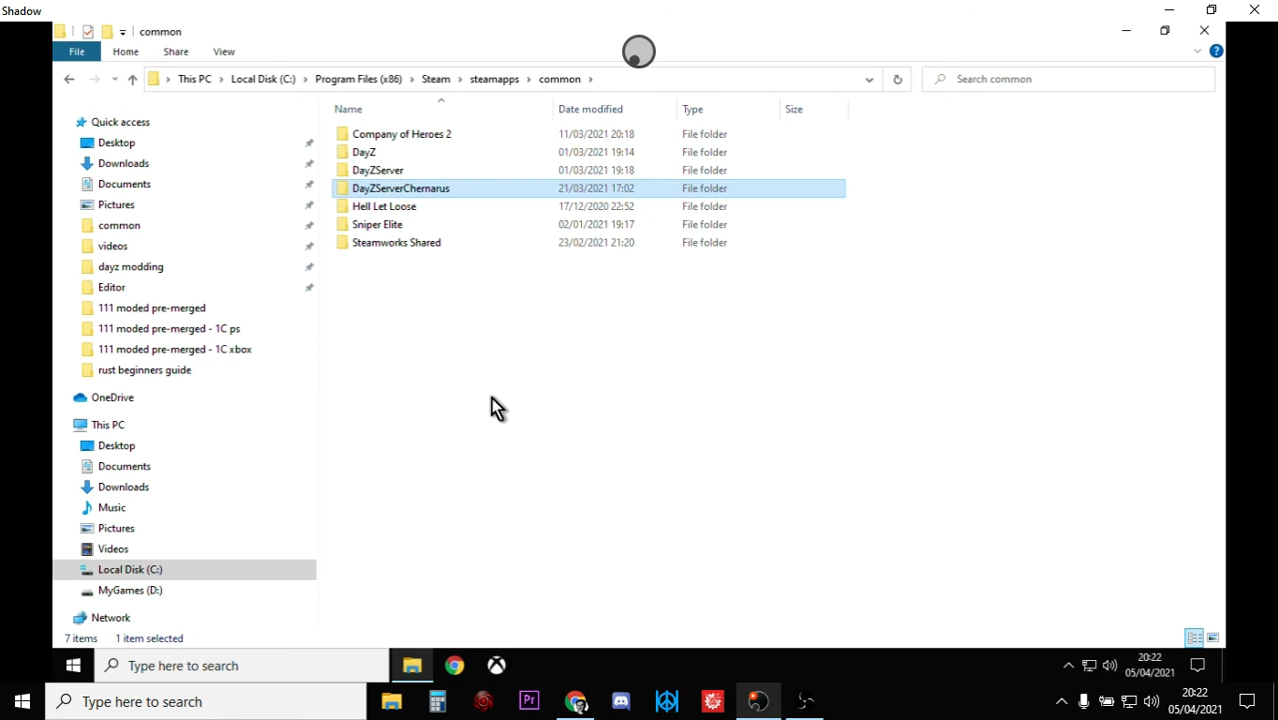 Shadow
common
File Home Share View
This PC Local Disk (C:) Program Files (x86) Steam steamapps common
Search common
Name Date modified Type Size
Quick access
Desktop
Downloads
Documents
Pictures
common
videos
dayz modding
Editor
111 moded pre-merged
111 moded pre-merged - 1C ps
111 moded pre-merged - 1C xbox
rust beginners guide
OneDrive
This PC
Desktop
Documents
Downloads
Music
Pictures
Videos
Local Disk (C:)
MyGames (D:)
Network
Company of Heroes 2 11/03/2021 20:18 File folder
DayZ 01/03/2021 19:14 File folder
DayZServer 01/03/2021 19:18 File folder
DayZServerChernarus 21/03/2021 17:02 File folder
Hell Let Loose 17/12/2020 22:52 File folder
Sniper Elite 02/01/2021 19:17 File folder
Steamworks Shared 23/02/2021 21:20 File folder
7 items 1 item selected
Type here to search
20:22
05/04/2021
Type here to search
Pr
20:22
05/04/2021